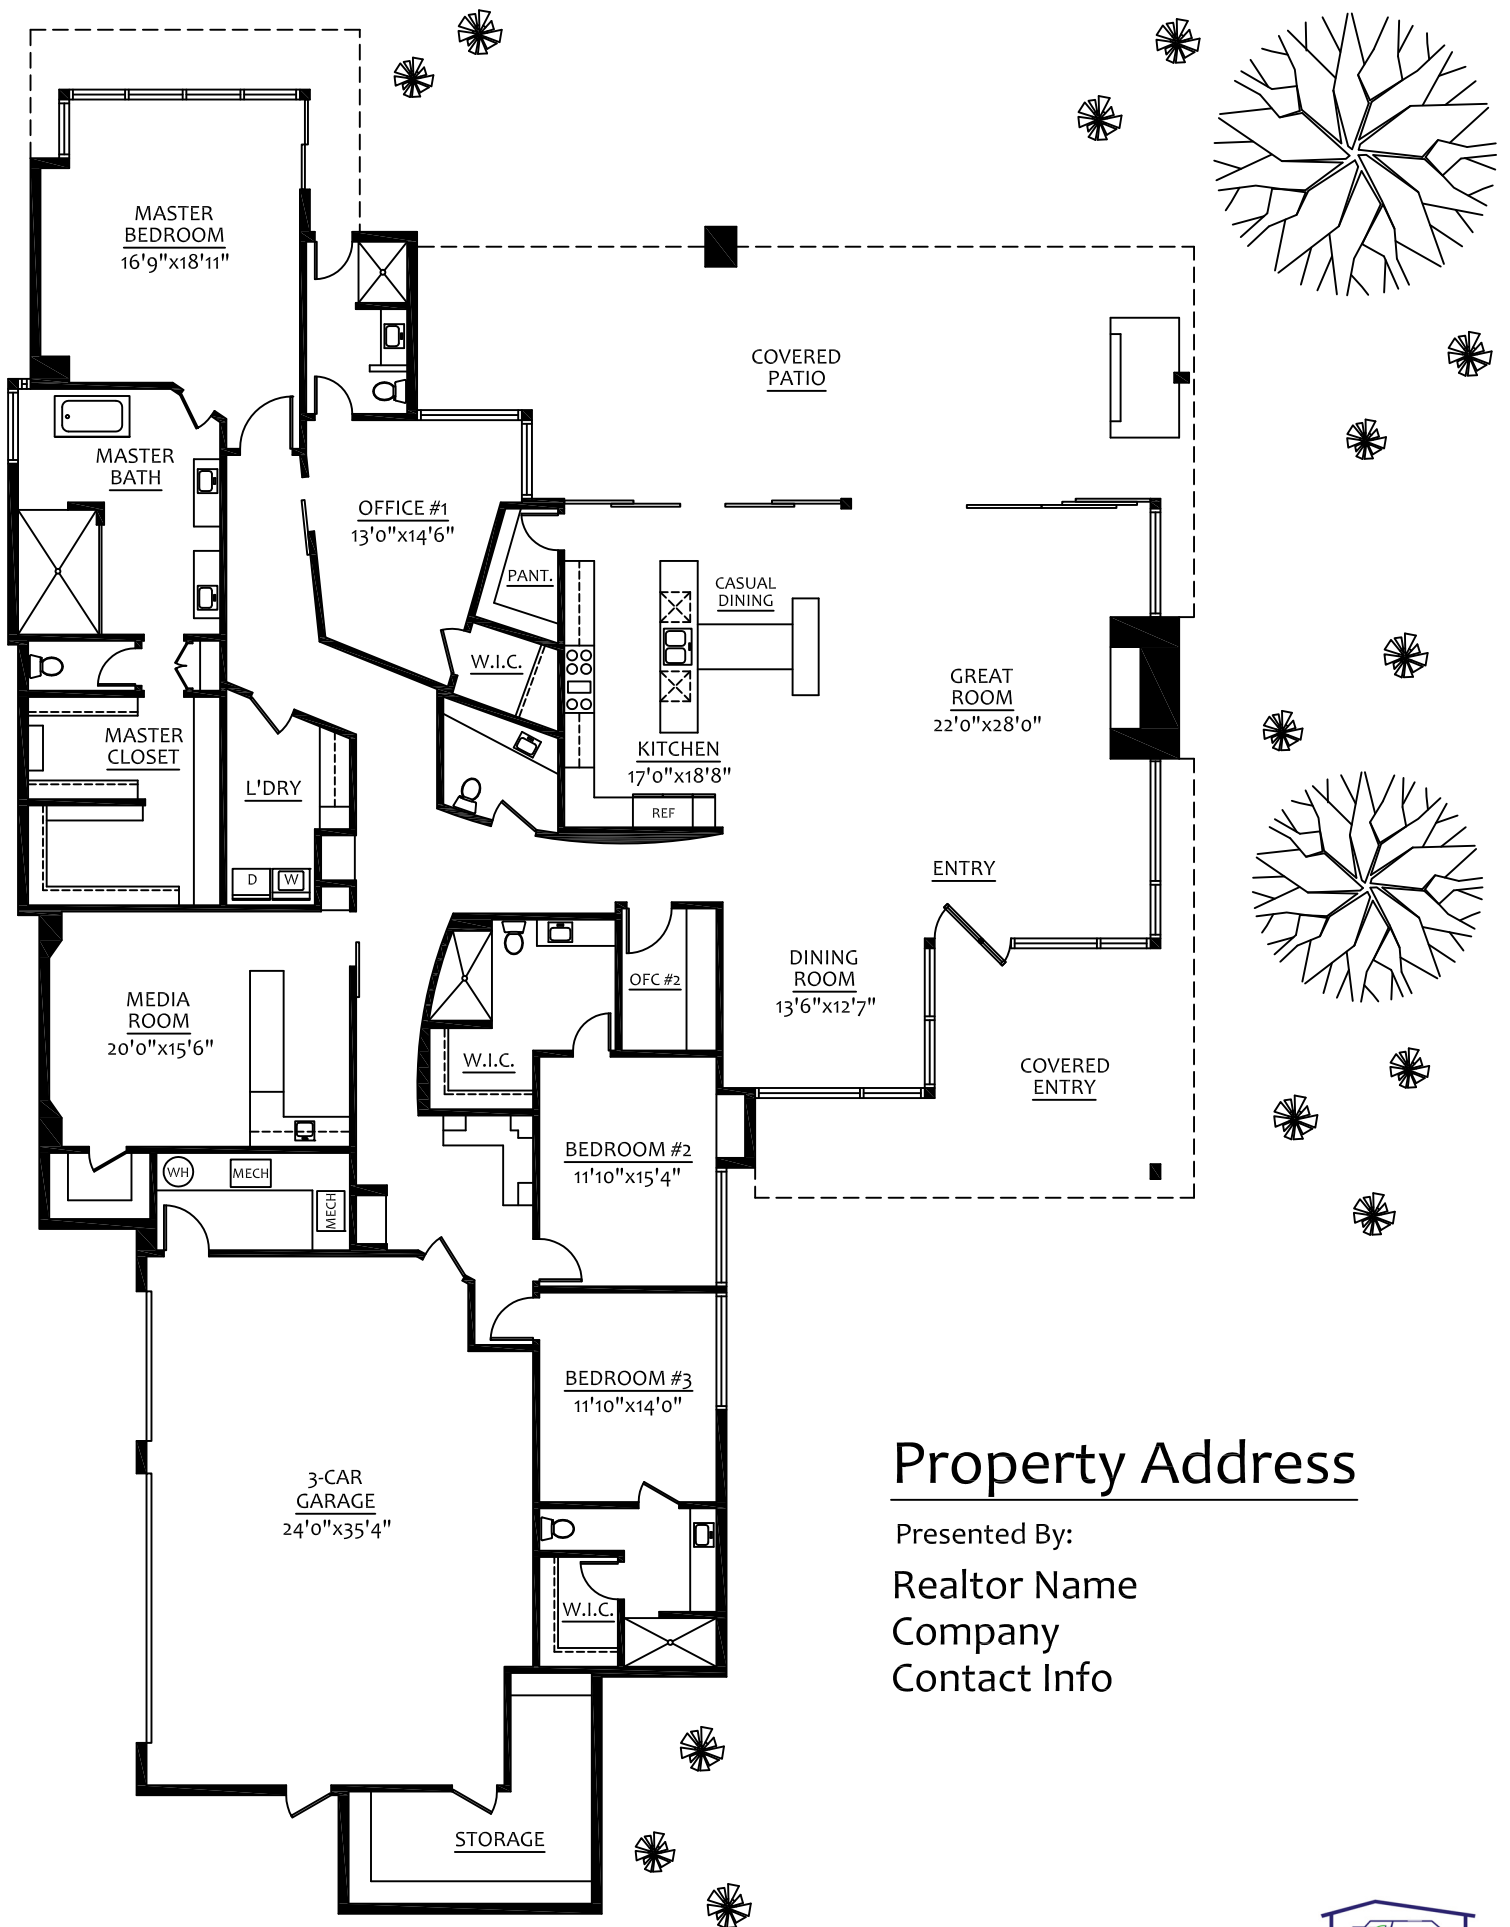 MASTER
BEDROOM
16'9"x18'11"
COVERED
PATIO
MASTER
BATH
OFFICE #1
13'0"x14'6"
PANT.
CASUAL
DINING
W.I.C.
GREAT
ROOM
22'0"x28'0"
MASTER
CLOSET
KITCHEN
17'0"x18'8"
L'DRY
REF
ENTRY
D
W
DINING
ROOM
13'6"x12'7"
OFC #2
MEDIA
ROOM
20'0"x15'6"
W.I.C.
COVERED
ENTRY
BEDROOM #2
11'10"x15'4"
WH
MECH
MECH
BEDROOM #3
11'10"x14'0"
3-CAR
GARAGE
24'0"x35'4"
W.I.C.
STORAGE
Property Address
Presented By:
Realtor Name
Company
Contact Info